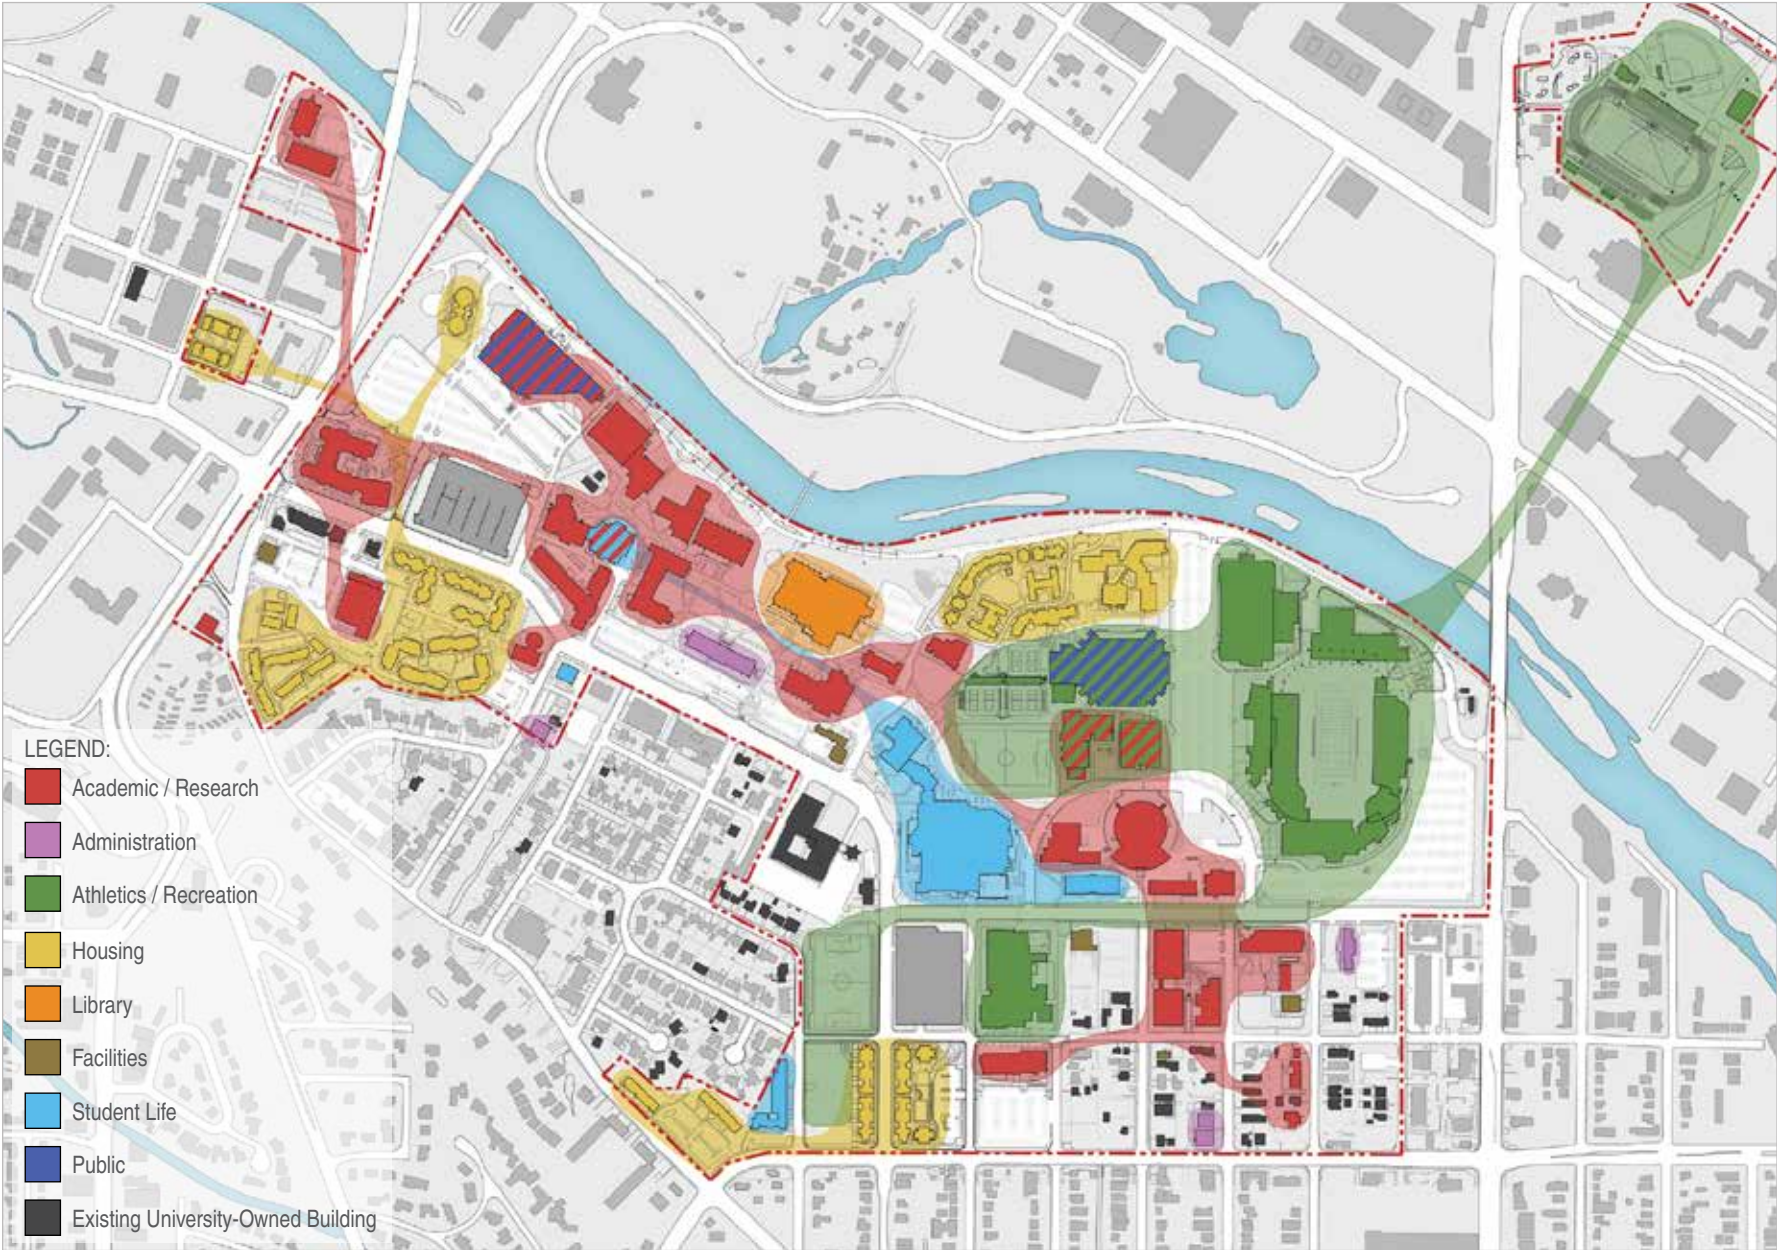 LEGEND:
Academic / Research
Administration
Athletics / Recreation
Housing
Library
Facilities
Student Life
Public
Existing University-Owned Building